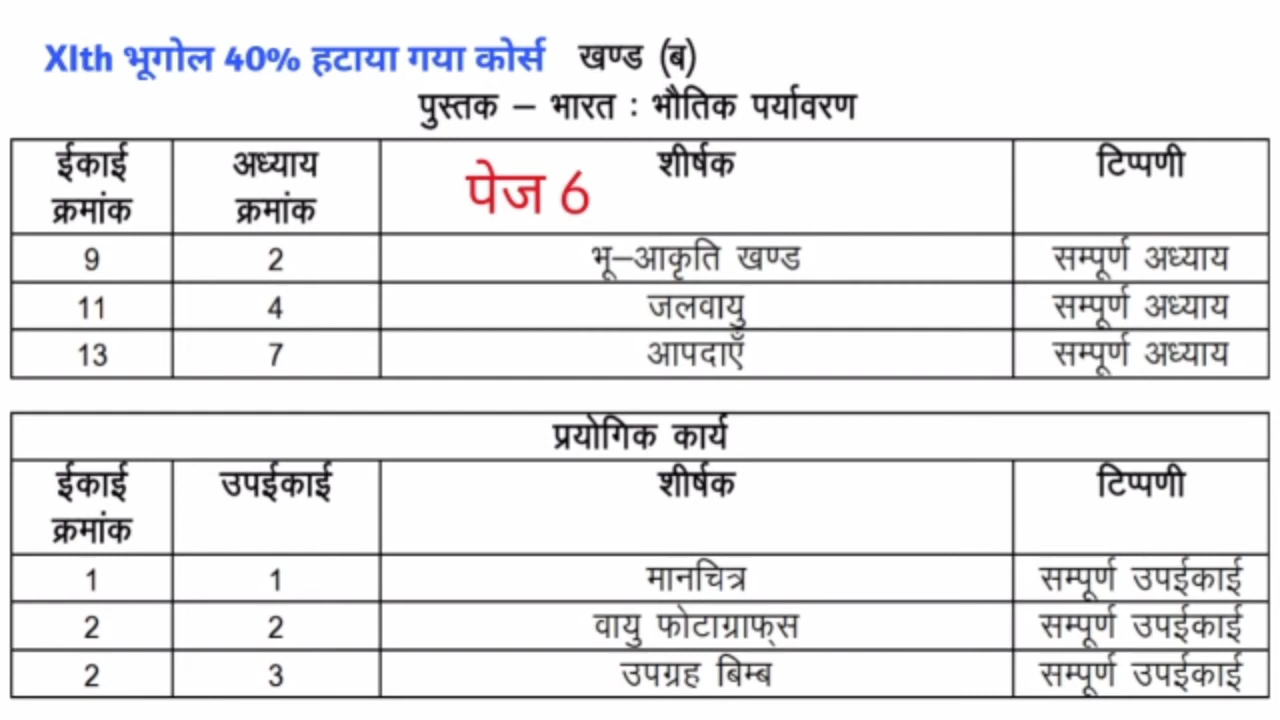 XIth भूगोल 40% हटाया गया कोर्स खण्ड (ब)
पुस्तक – भारत : भौतिक पर्यावरण
ईकाई क्रमांक अध्याय क्रमांक पेज 6 शीर्षक टिप्पणी
9 2 भू–आकृति खण्ड सम्पूर्ण अध्याय
11 4 जलवायु सम्पूर्ण अध्याय
13 7 आपदाएँ सम्पूर्ण अध्याय
प्रयोगिक कार्य
ईकाई क्रमांक उपईकाई शीर्षक टिप्पणी
1 1 मानचित्र सम्पूर्ण उपईकाई
2 2 वायु फोटाग्राफ्स सम्पूर्ण उपईकाई
2 3 उपग्रह बिम्ब सम्पूर्ण उपईकाई